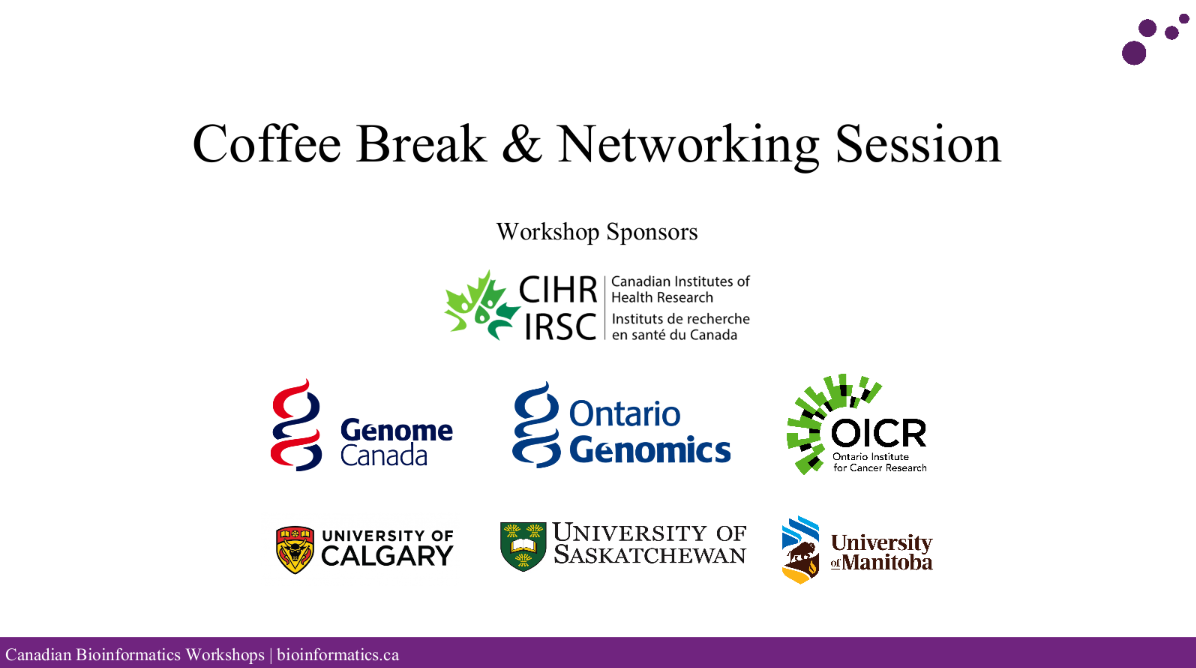 Coffee Break & Networking Session
Workshop Sponsors
CIHR
IRSC
Canadian Institutes of
Health Research
Instituts de recherche
en santé du Canada
Genome
Canada
Ontario
Genomics
OICR
Ontario Institute
for Cancer Research
UNIVERSITY OF
CALGARY
UNIVERSITY OF
SASKATCHEWAN
University
of Manitoba
Canadian Bioinformatics Workshops | bioinformatics.ca